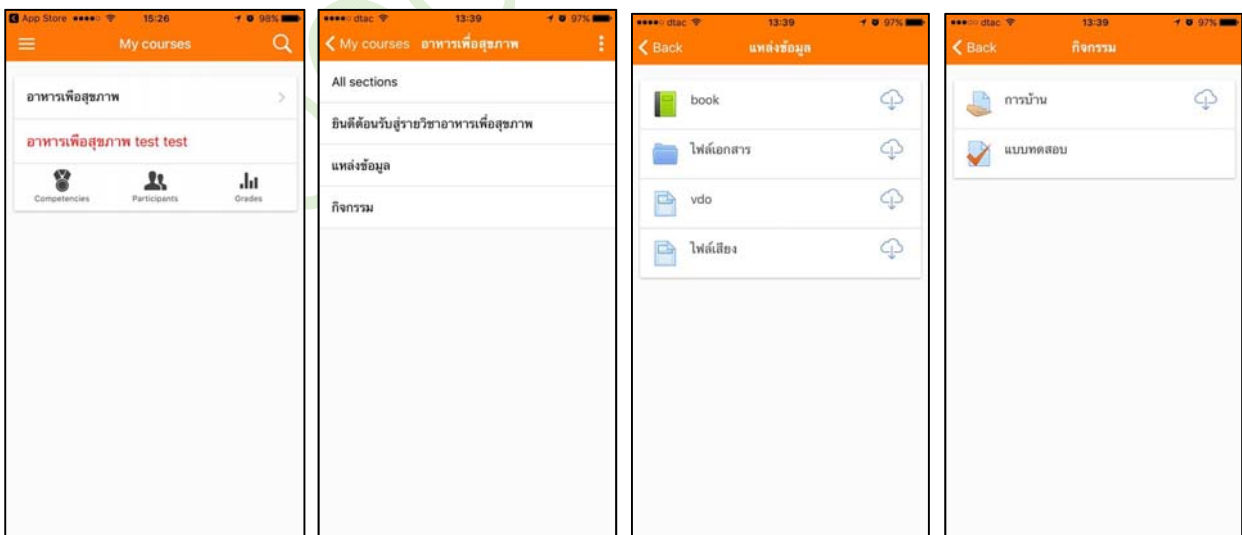 App Store 15:26 98%
My courses
อาหารเพื่อสุขภาพ
อาหารเพื่อสุขภาพ test test
Competencies Participants Grades
dtac 13:39 97%
My courses อาหารเพื่อสุขภาพ
All sections
ยินดีต้อนรับสู่รายวิชาอาหารเพื่อสุขภาพ
แหล่งข้อมูล
กิจกรรม
dtac 13:39 97%
Back แหล่งข้อมูล
book
ไฟล์เอกสาร
vdo
ไฟล์เสียง
dtac 13:39 97%
Back กิจกรรม
การบ้าน
แบบทดสอบ